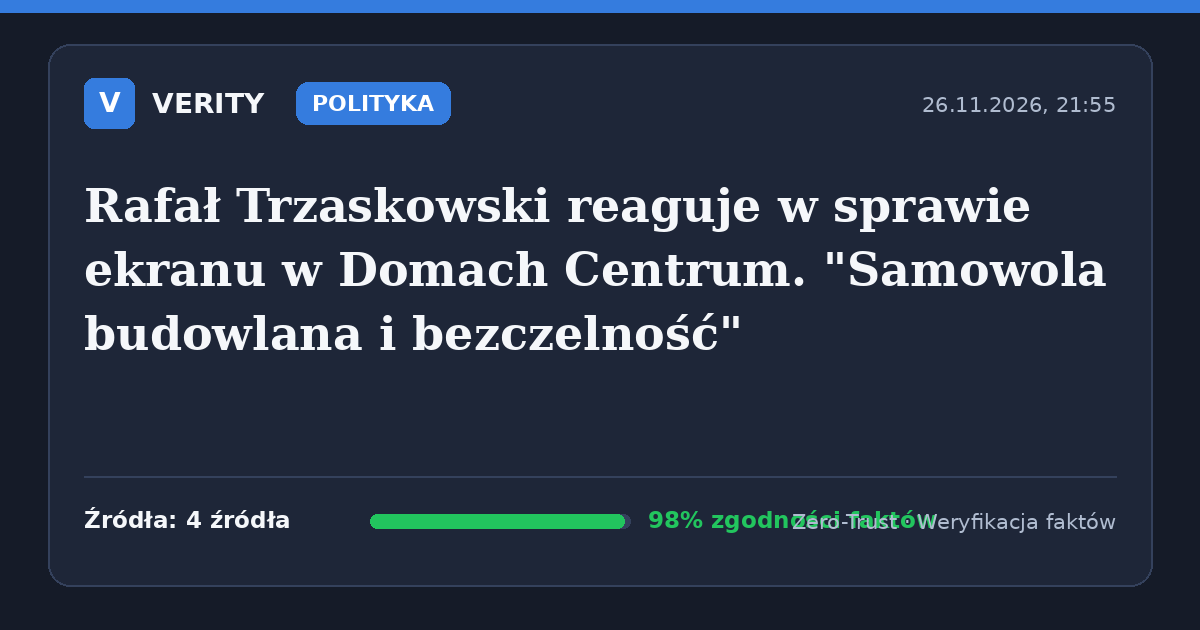 V VERITY POLITYKA 26.11.2026, 21:55
Rafał Trzaskowski reaguje w sprawie
ekranu w Domach Centrum. "Samowola
budowlana i bezczelność"
Źródła: 4 źródła 98% zgodności faktów Zero-Trust · Weryfikacja faktów